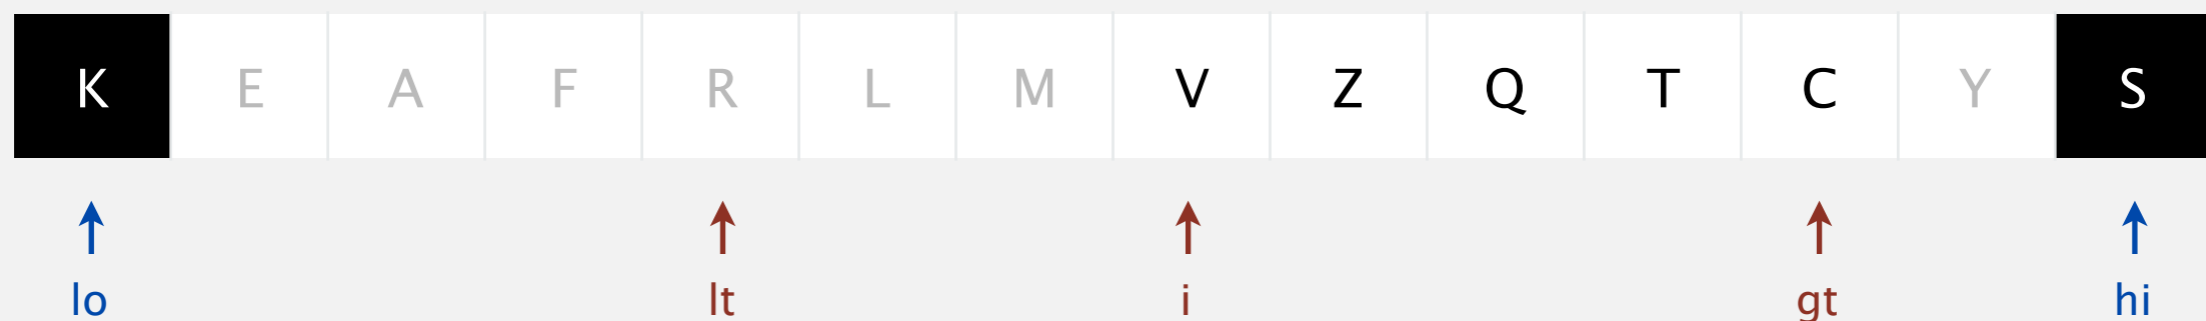 K E A F R L M V Z Q T C Y S
lo lt i gt hi